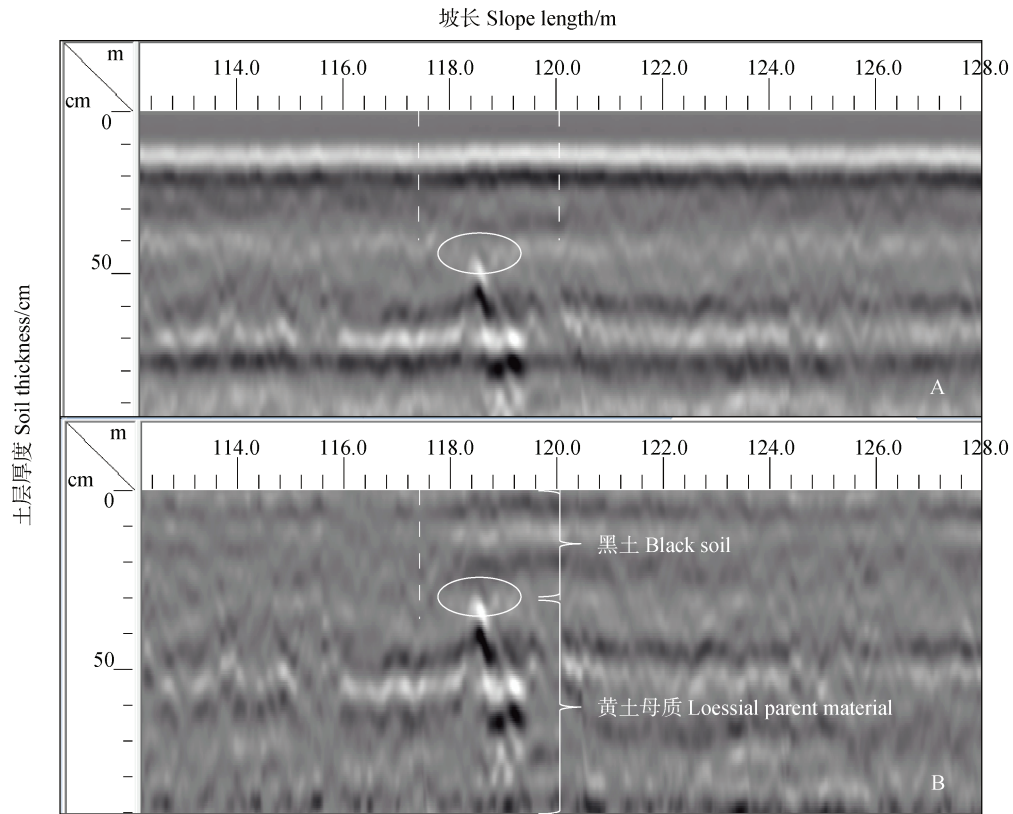 坡长 Slope length/m
m
114.0 116.0 118.0 120.0 122.0 124.0 126.0 128.0
cm
0
50
A
土层厚度 Soil thickness/cm
m
114.0 116.0 118.0 120.0 122.0 124.0 126.0 128.0
cm
0
黑土 Black soil
50
黄土母质 Loessial parent material
B